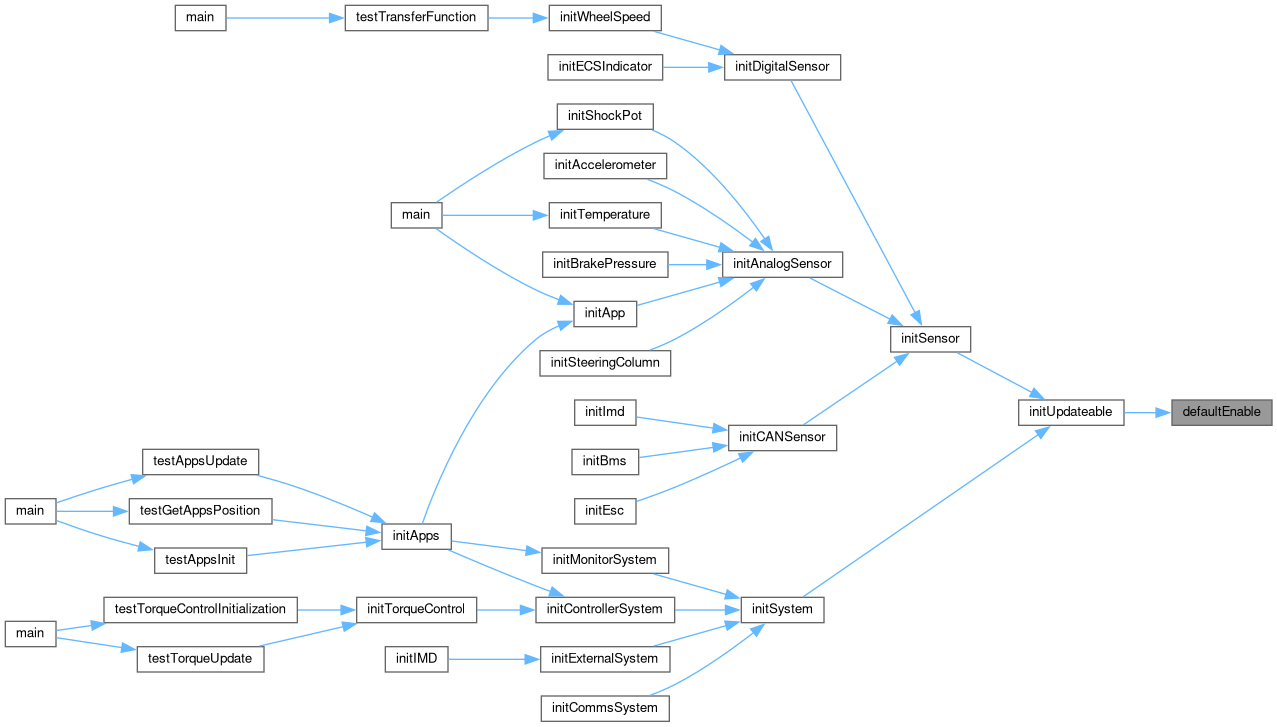 main
testTransferFunction
initWheelSpeed
initECSIndicator
initDigitalSensor
initShockPot
initAccelerometer
main
initTemperature
initBrakePressure
initAnalogSensor
initApp
initSteeringColumn
initSensor
initImd
initCANSensor
initBms
initEsc
initUpdateable
defaultEnable
testAppsUpdate
main
testGetAppsPosition
testAppsInit
initApps
initMonitorSystem
testTorqueControlInitialization
initTorqueControl
initControllerSystem
initSystem
main
testTorqueUpdate
initIMD
initExternalSystem
initCommsSystem